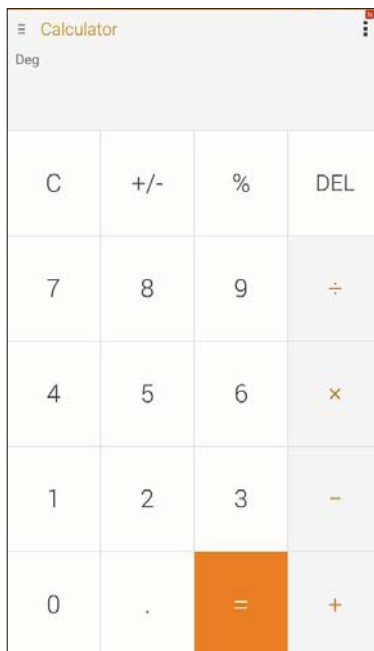 Calculator
Deg
C +/- % DEL
7 8 9 ÷
4 5 6 ×
1 2 3 −
0 . = +